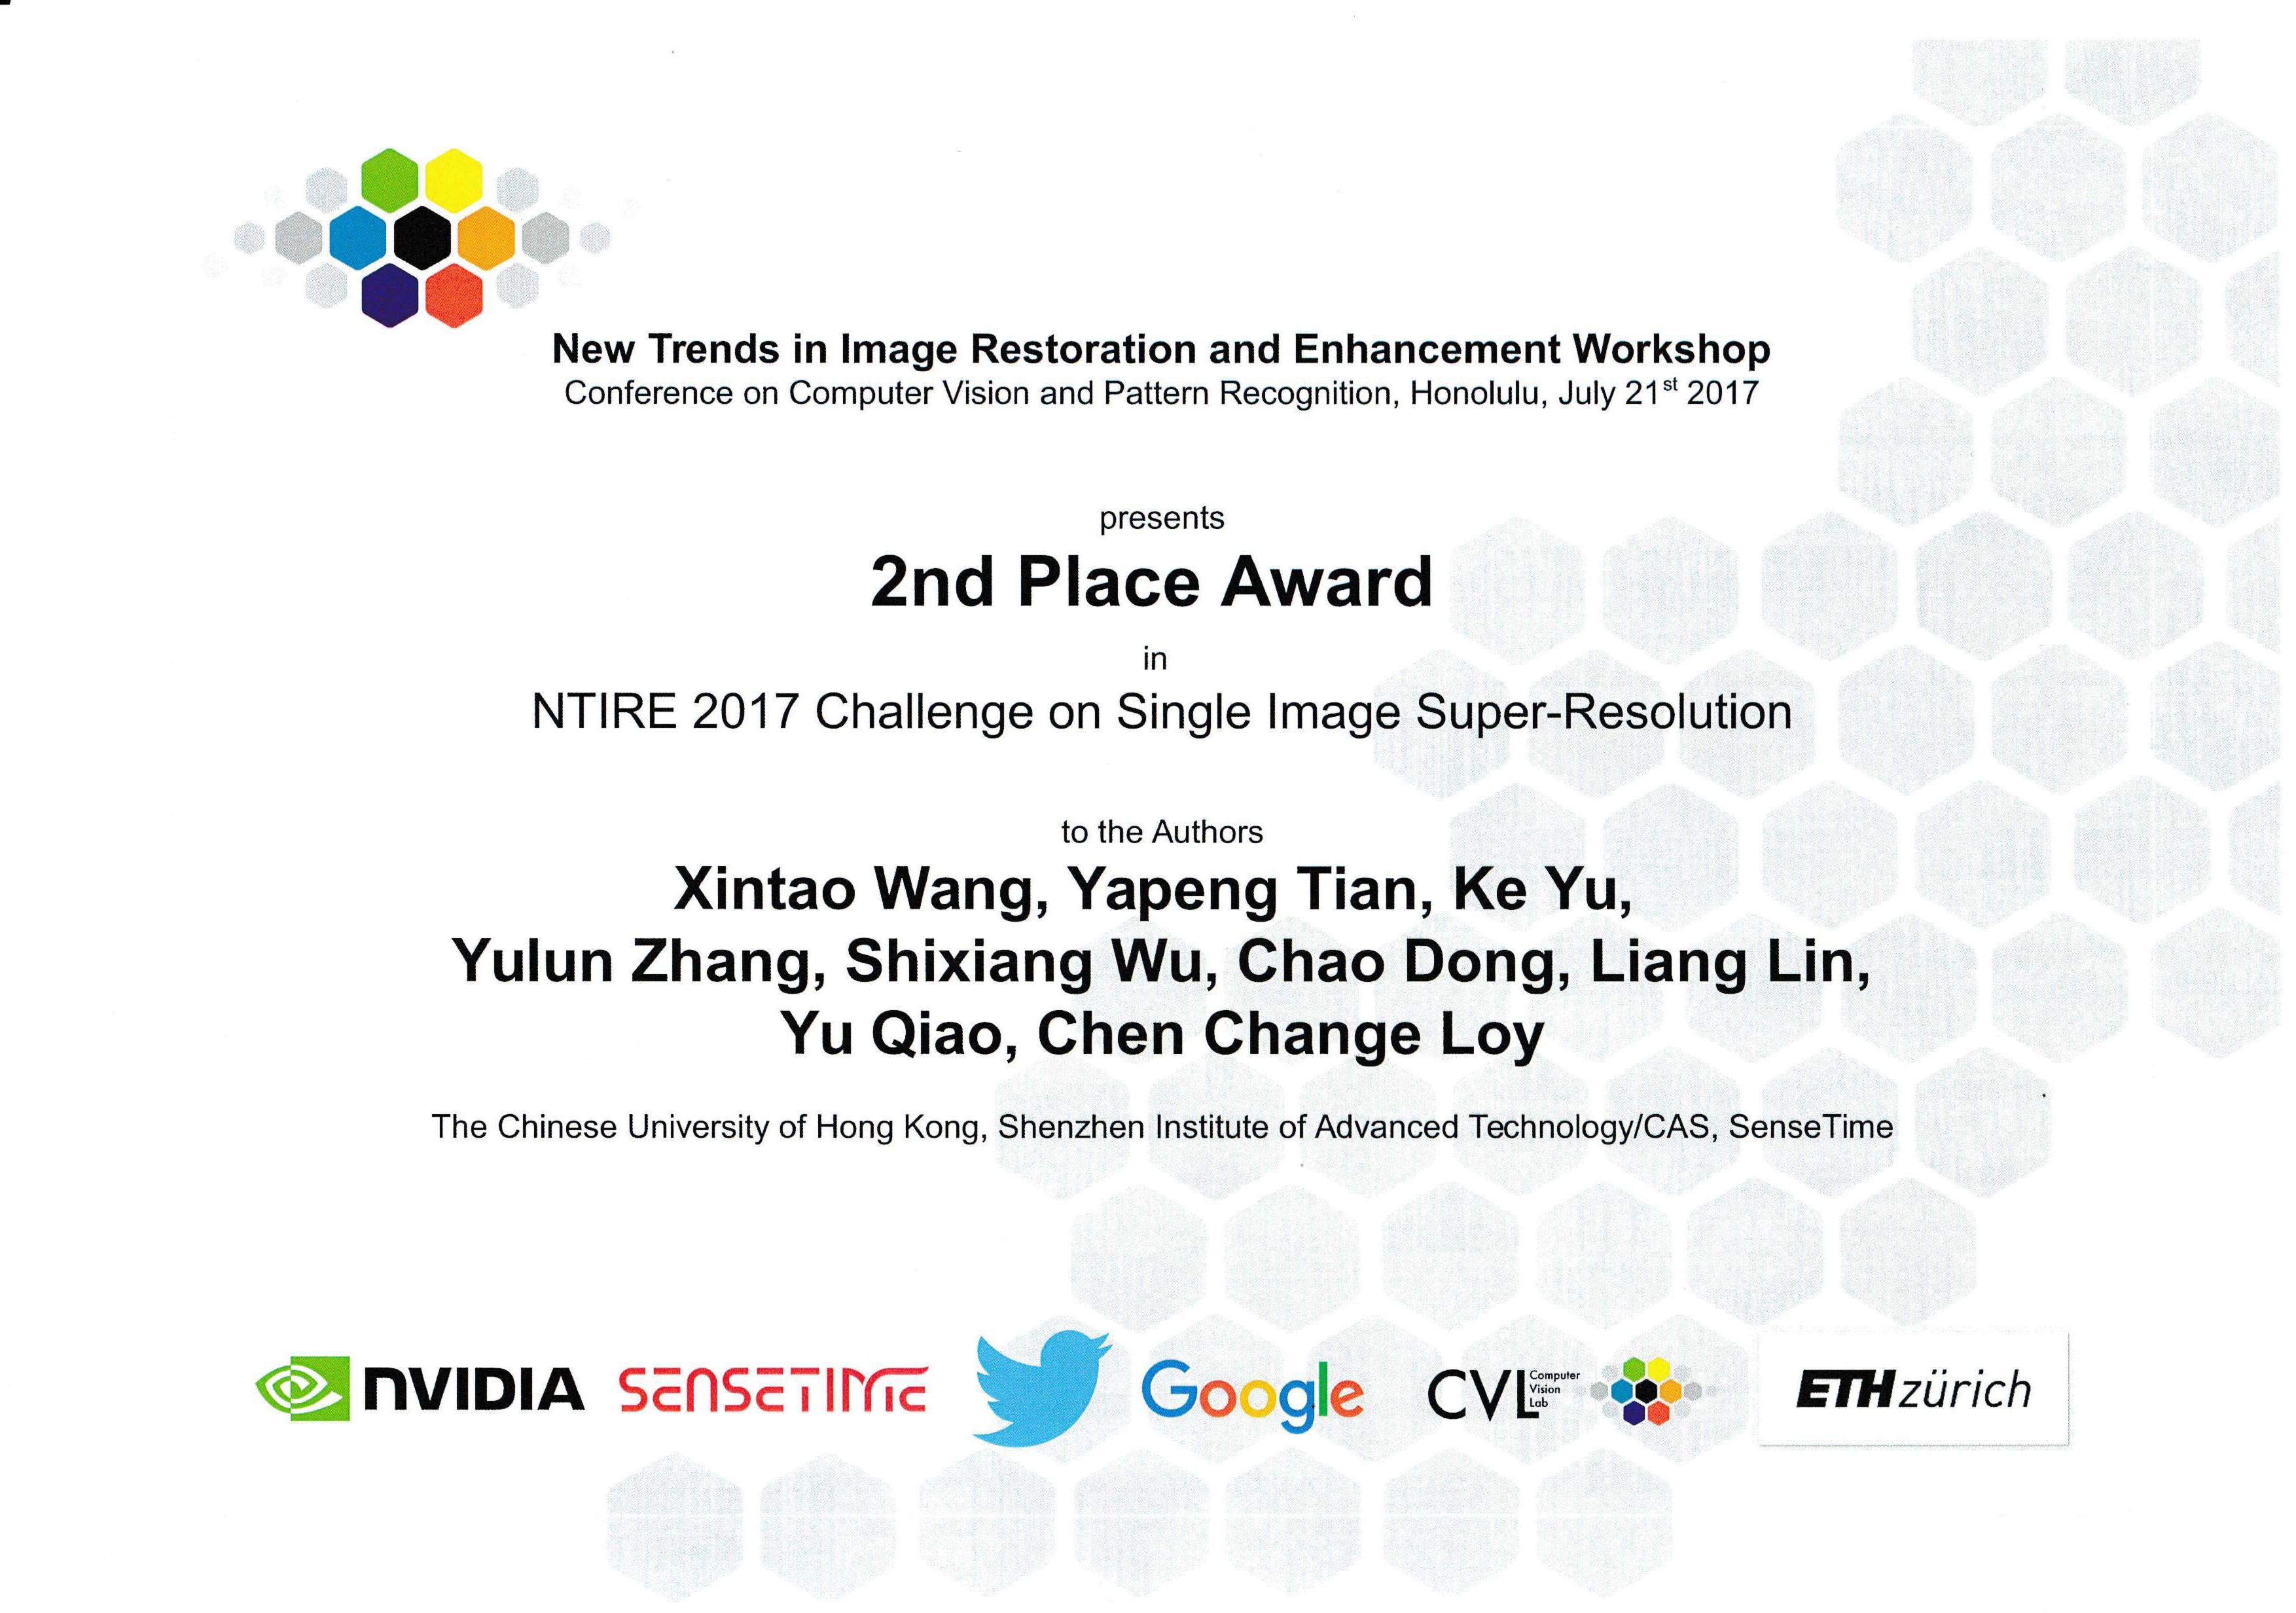 New Trends in Image Restoration and Enhancement Workshop
Conference on Computer Vision and Pattern Recognition, Honolulu, July 21st 2017
presents
2nd Place Award
in
NTIRE 2017 Challenge on Single Image Super-Resolution
to the Authors
Xintao Wang, Yapeng Tian, Ke Yu,
Yulun Zhang, Shixiang Wu, Chao Dong, Liang Lin,
Yu Qiao, Chen Change Loy
The Chinese University of Hong Kong, Shenzhen Institute of Advanced Technology/CAS, SenseTime
NVIDIA SENSETIME Google CVL Computer Vision Lab ETH zürich